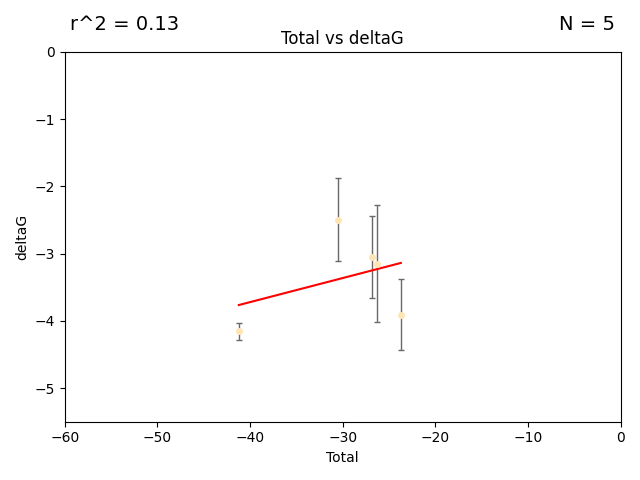 r^2 = 0.13
N = 5
Total vs deltaG
0
−1
−2
−3
−4
−5
deltaG
−60
−50
−40
−30
−20
−10
0
Total